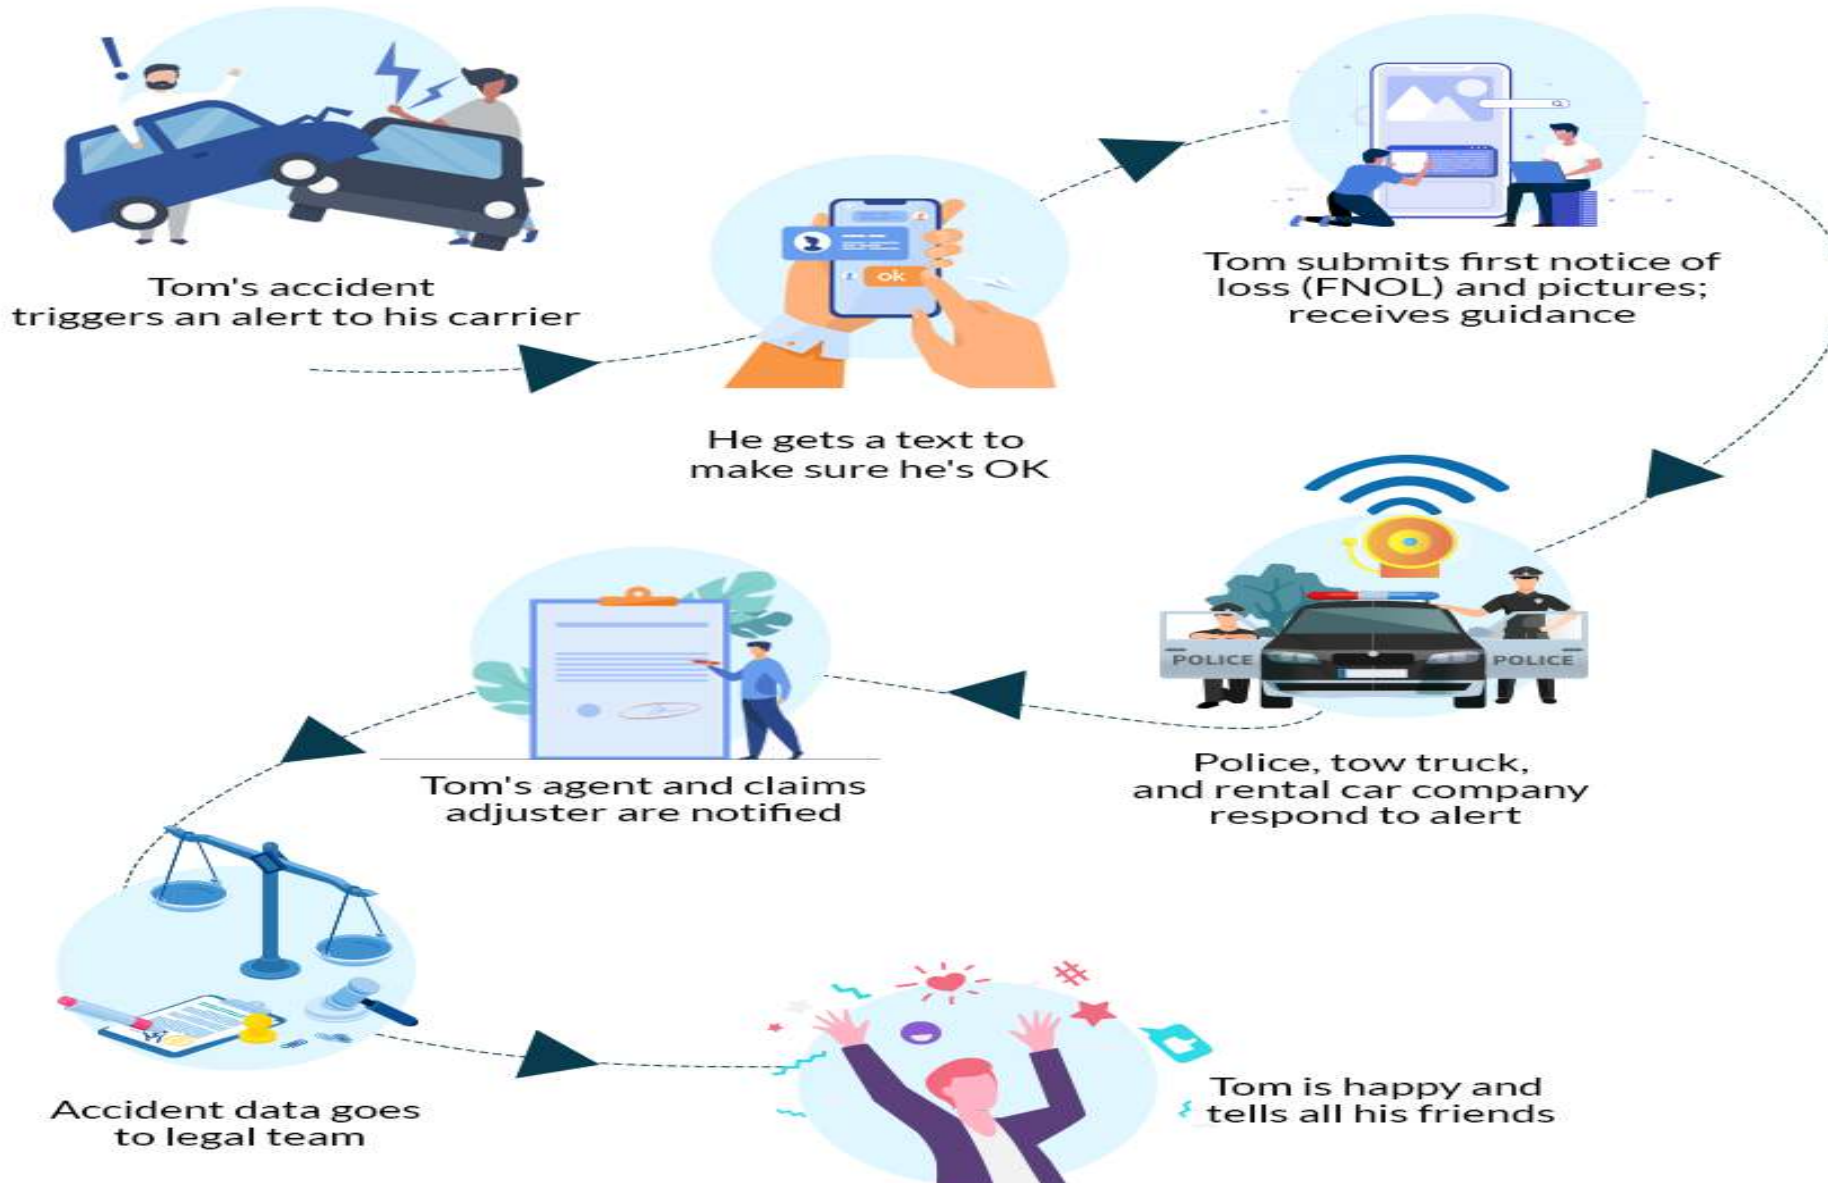 Tom's accident
triggers an alert to his carrier
ok
He gets a text to
make sure he's OK
Tom submits first notice of
loss (FNOL) and pictures;
receives guidance
POLICE
POLICE
Police, tow truck,
and rental car company
respond to alert
Tom's agent and claims
adjuster are notified
Accident data goes
to legal team
#
Tom is happy and
tells all his friends